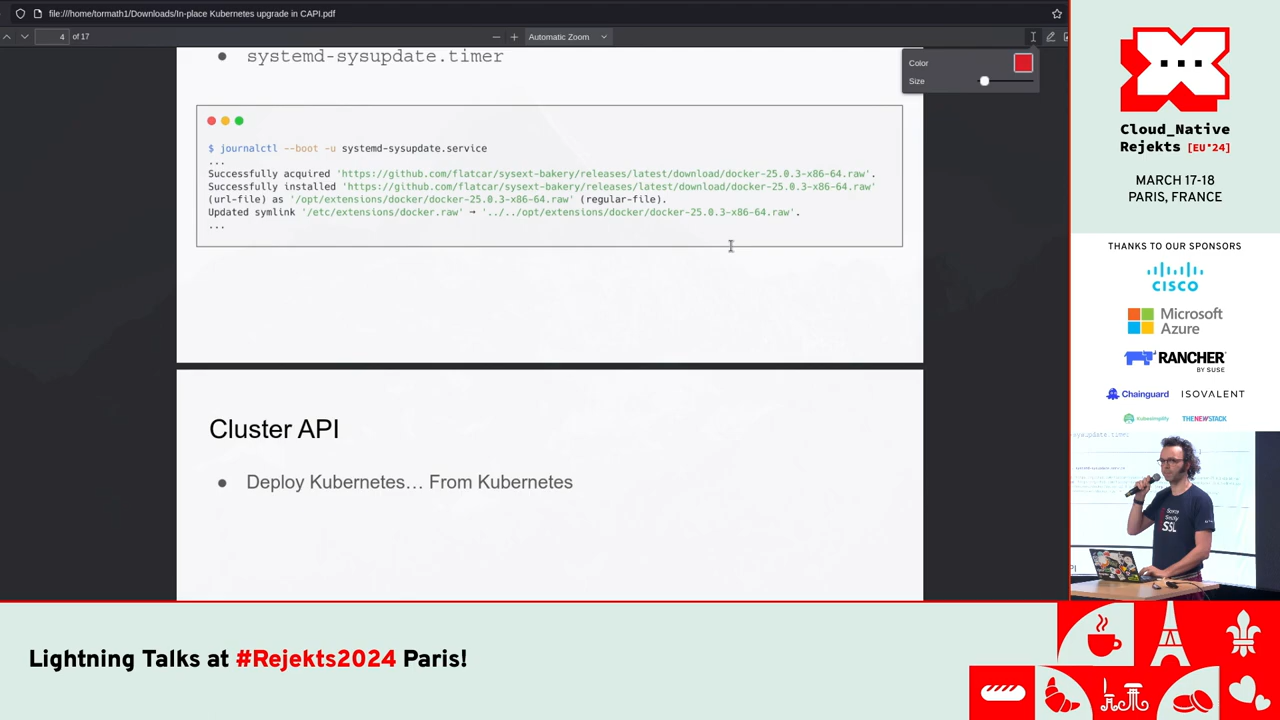 file:///home/tormath1/Downloads/In-place Kubernetes upgrade in CAPI.pdf
4 of 17
Automatic Zoom
Color
Size
● systemd-sysupdate.timer
$ journalctl --boot -u systemd-sysupdate.service
...
Successfully acquired 'https://github.com/flatcar/sysext-bakery/releases/latest/download/docker-25.0.3-x86-64.raw'.
Successfully installed 'https://github.com/flatcar/sysext-bakery/releases/latest/download/docker-25.0.3-x86-64.raw'
(url-file) as '/opt/extensions/docker/docker-25.0.3-x86-64.raw' (regular-file).
Updated symlink '/etc/extensions/docker.raw' → '../../opt/extensions/docker/docker-25.0.3-x86-64.raw'.
...
Cluster API
● Deploy Kubernetes… From Kubernetes
Cloud_Native
Rejekts [EU'24]
MARCH 17-18
PARIS, FRANCE
THANKS TO OUR SPONSORS
CISCO
Microsoft
Azure
RANCHER
BY SUSE
Chainguard
ISOVALENT
kubesimplify
THENEWSTACK
SSL
Lightning Talks at #Rejekts2024 Paris!